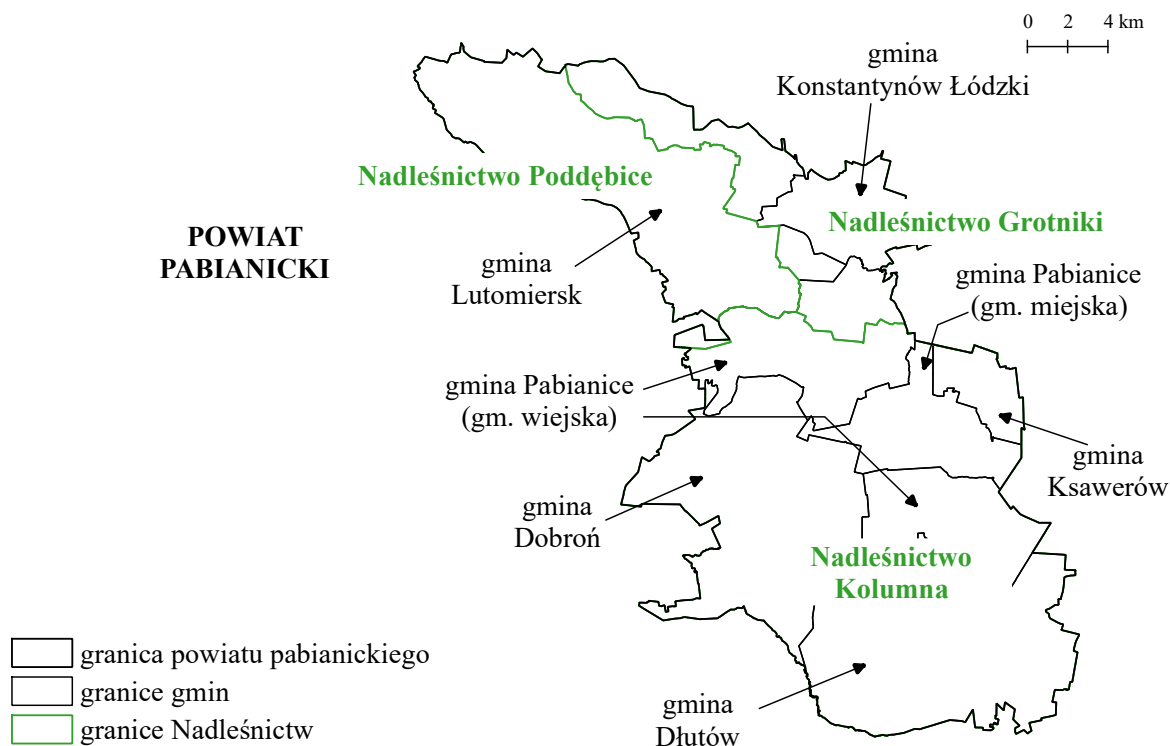 0 2 4 km
gmina
Konstantynów Łódzki
Nadleśnictwo Poddębice
Nadleśnictwo Grotniki
POWIAT
PABIANICKI
gmina
Lutomiersk
gmina Pabianice
(gm. miejska)
gmina Pabianice
(gm. wiejska)
gmina
Ksawerów
gmina
Dobroń
Nadleśnictwo
Kolumna
gmina
Dłutów
granica powiatu pabianickiego
granice gmin
granice Nadleśnictw